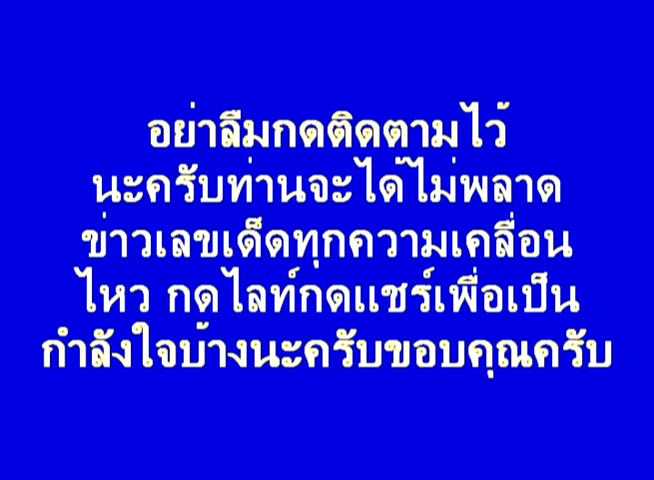 อย่าลืมกดติดตามไว้
นะครับท่านจะได้ไม่พลาด
ข่าวเลขเด็ดทุกความเคลื่อน
ไหว กดไลท์กดแชร์เพื่อเป็น
กำลังใจบ้างนะครับขอบคุณครับ